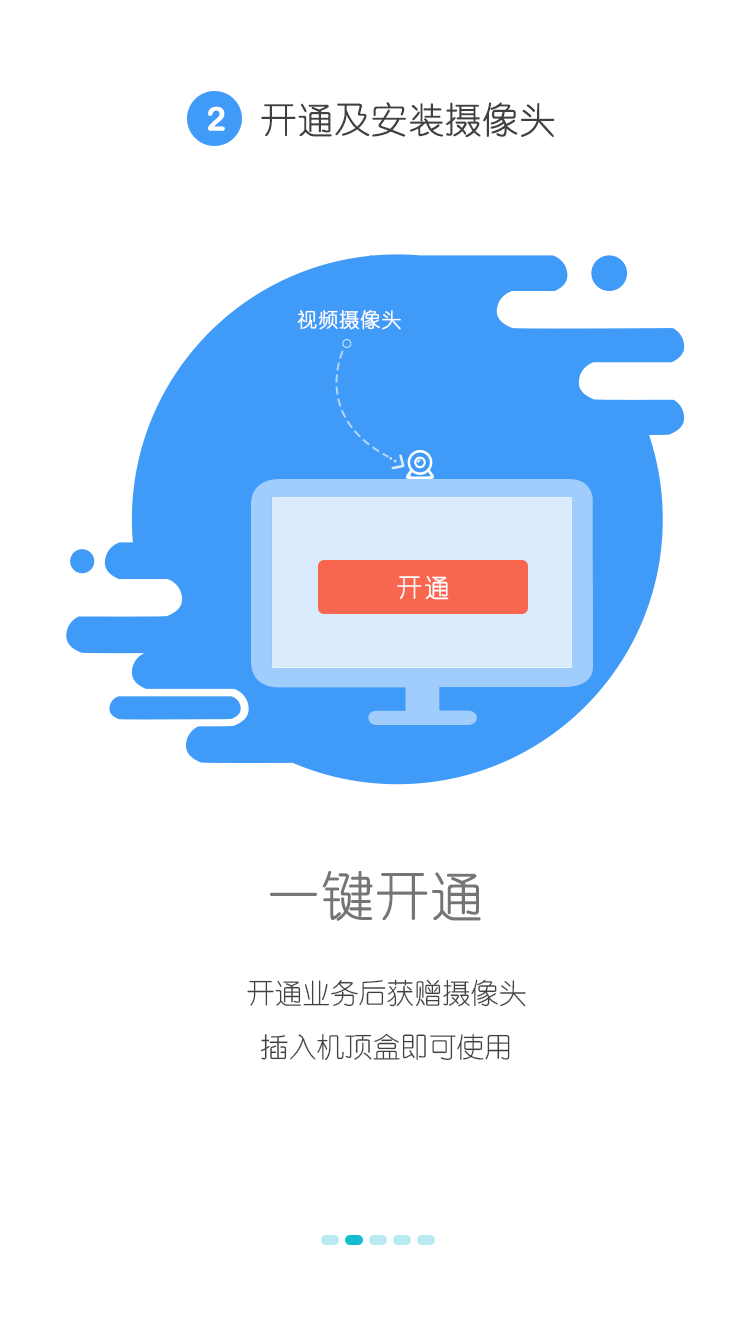 2 开通及安装摄像头
视频摄像头
开通
一键开通
开通业务后获赠摄像头
插入机顶盒即可使用